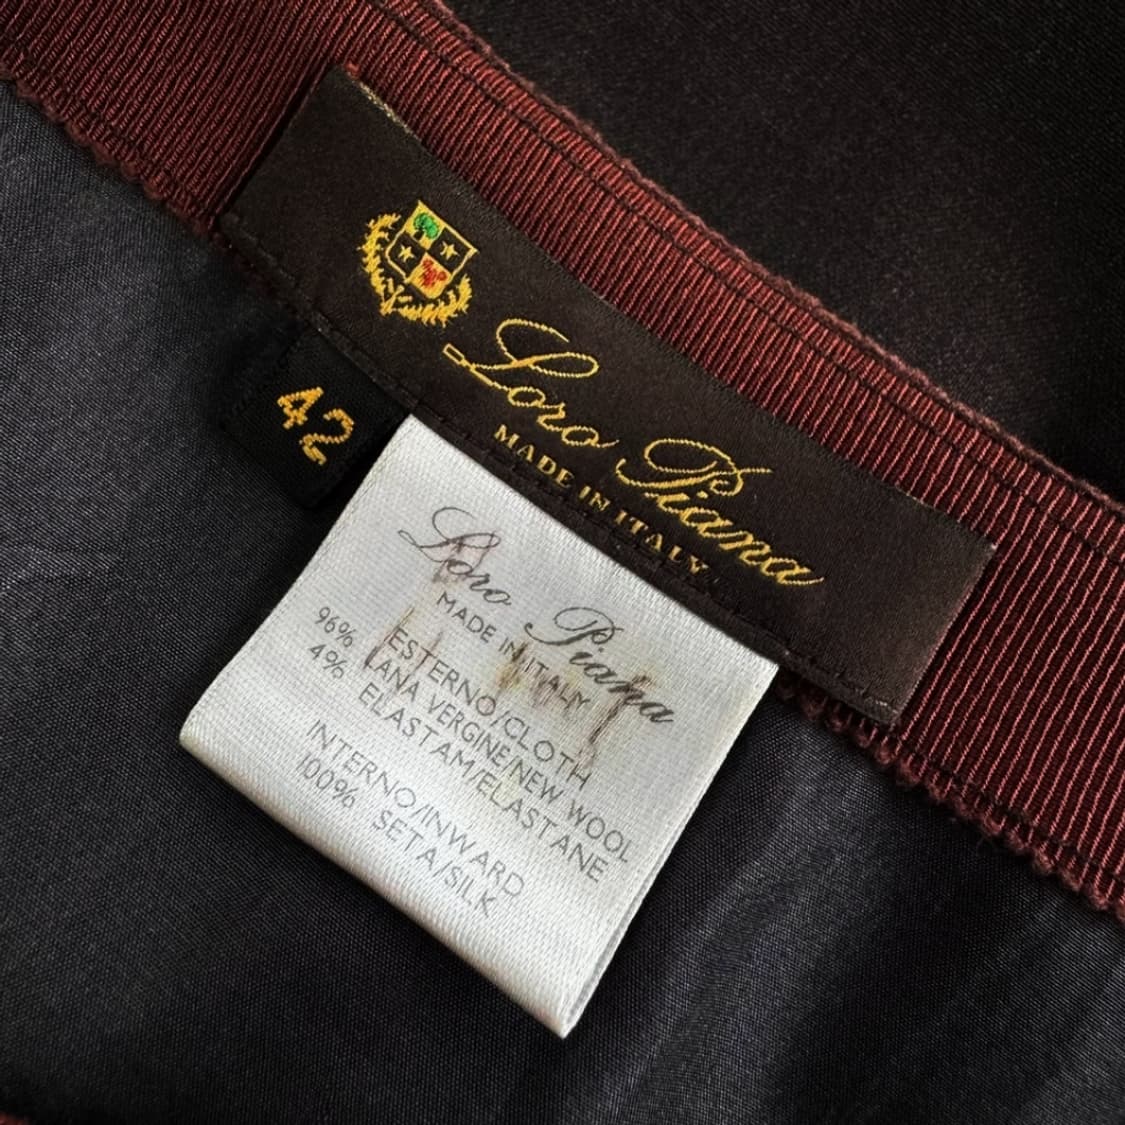 Loro Piana
MADE IN ITALY
42
Loro Piana
MADE IN ITALY
ESTERNO/CLOTH
96% LANA VERGINE/NEW WOOL
4% ELASTAM/ELASTANE
INTERNO/INWARD
100% SETA/SILK